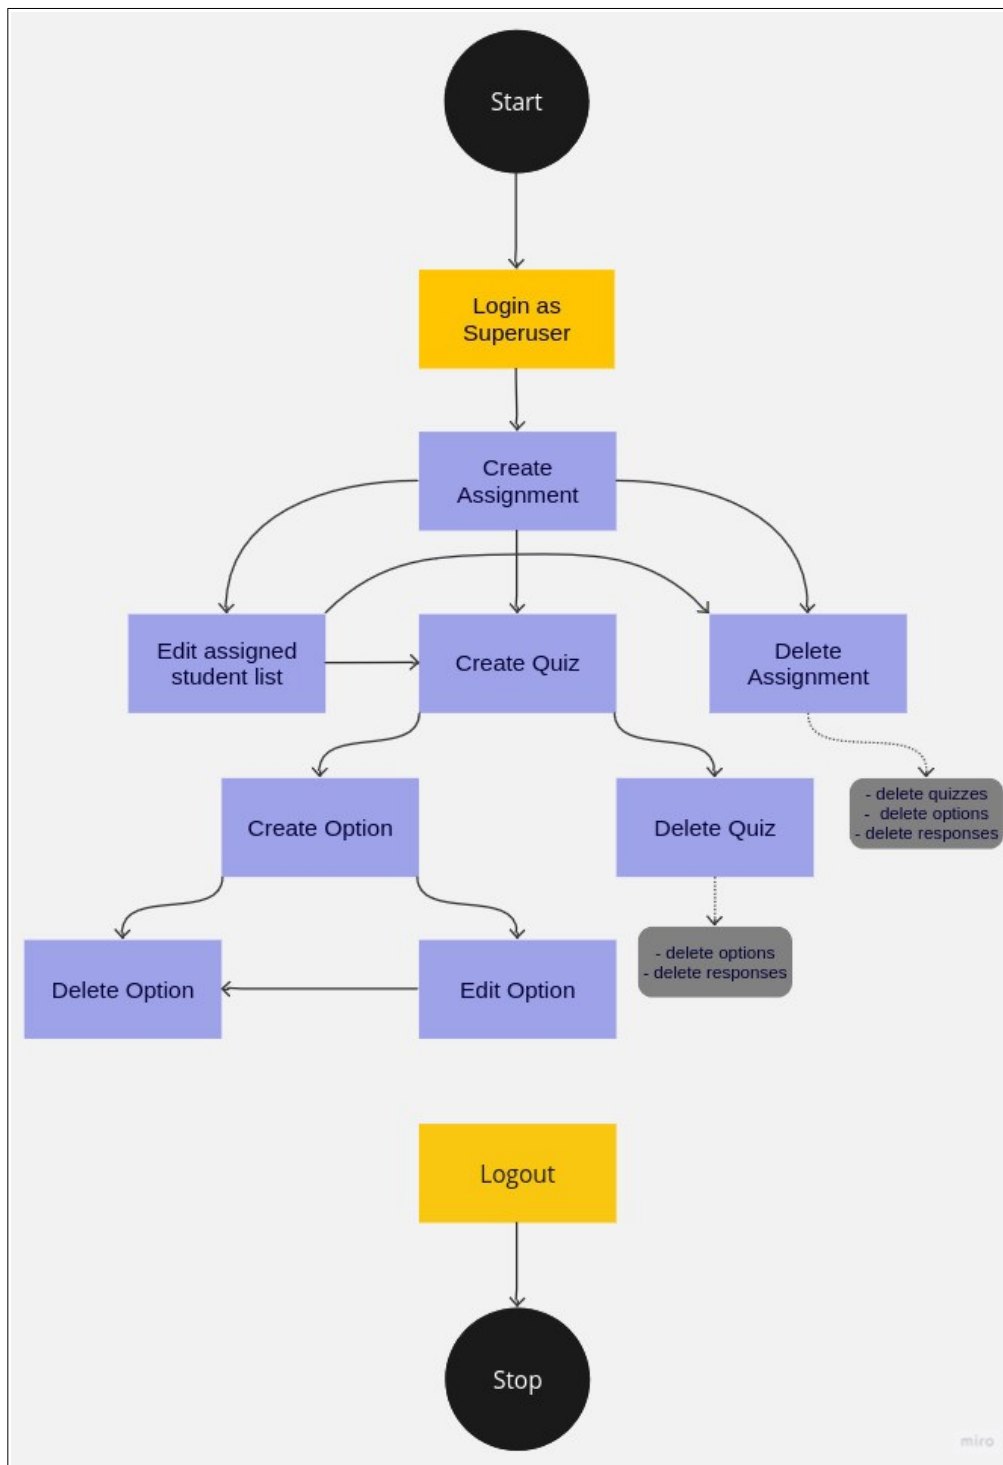 Start
Login as
Superuser
Create
Assignment
Edit assigned
student list
Create Quiz
Delete
Assignment
Create Option
Delete Quiz
- delete quizzes
- delete options
- delete responses
Delete Option
Edit Option
- delete options
- delete responses
Logout
Stop
miro